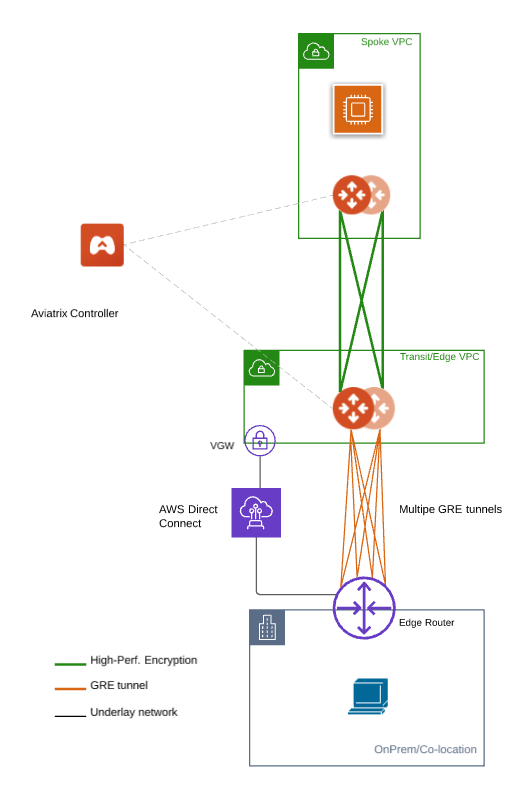 Spoke VPC
Aviatrix Controller
Transit/Edge VPC
VGW
AWS Direct
Connect
Multipe GRE tunnels
Edge Router
High-Perf. Encryption
GRE tunnel
Underlay network
OnPrem/Co-location